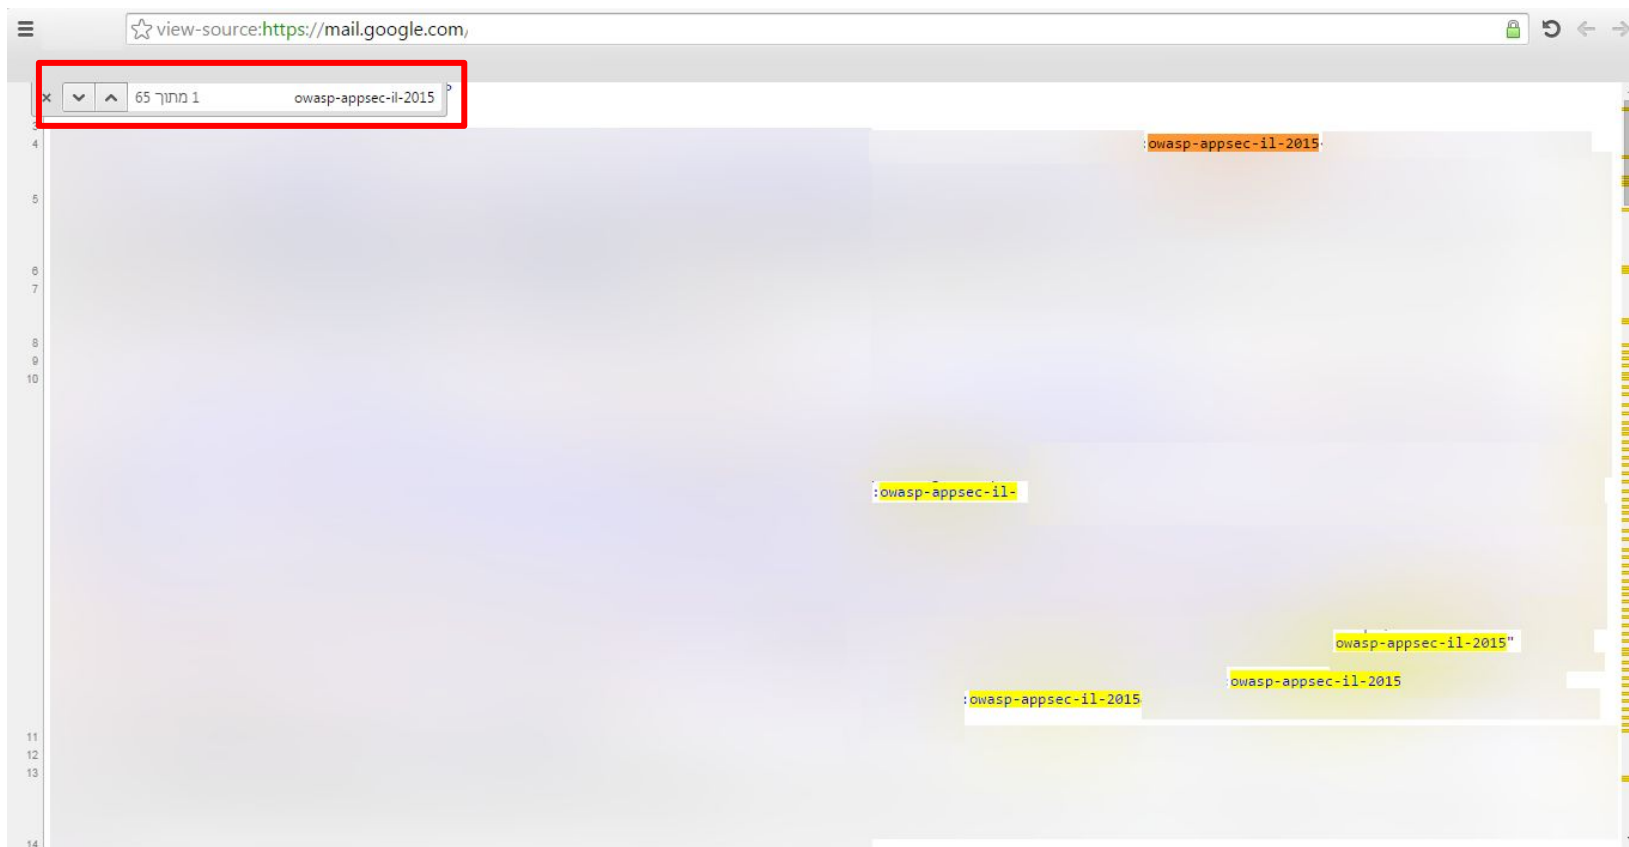 view-source:https://mail.google.com/
1 מתוך 65 owasp-appsec-il-2015
3
4 :owasp-appsec-il-2015
5
6
7
8
9
10
:owasp-appsec-il-
owasp-appsec-il-2015"
:owasp-appsec-il-2015
:owasp-appsec-il-2015
11
12
13
14